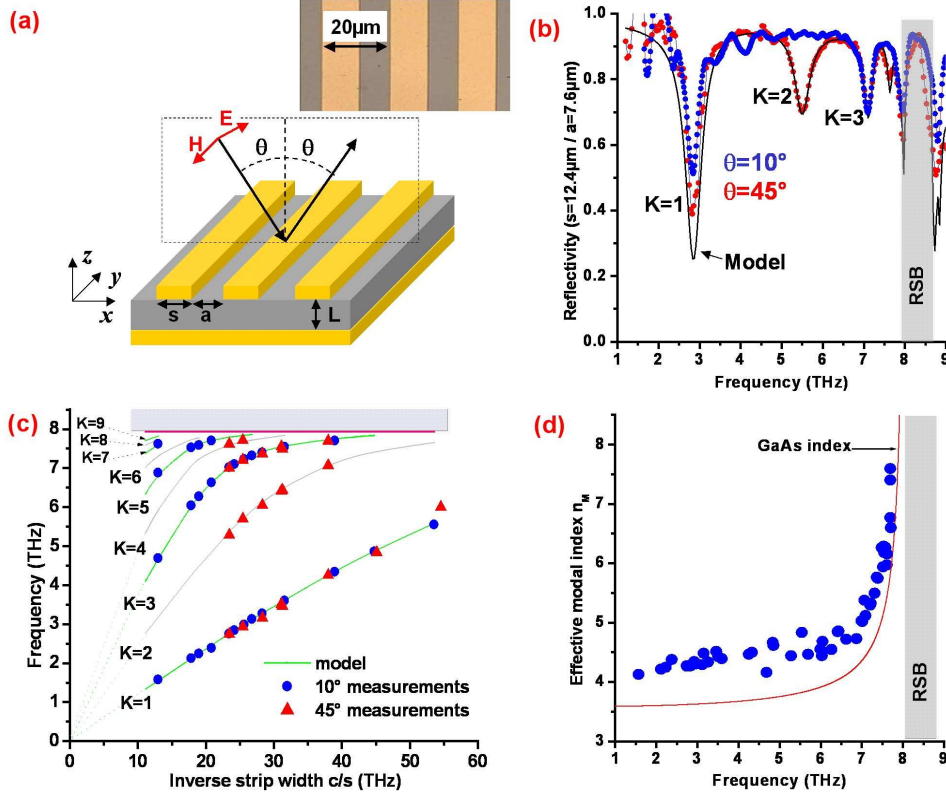 (a)
20µm
E
H
θ
θ
z
y
x
s
a
L
(b)
Reflectivity (s=12.4µm / a=7.6µm)
1.0
0.8
0.6
0.4
0.2
0.0
K=1
K=2
K=3
θ=10°
θ=45°
Model
RSB
1 2 3 4 5 6 7 8 9
Frequency (THz)
(c)
Frequency (THz)
8
7
6
5
4
3
2
1
0
K=9
K=8
K=7
K=6
K=5
K=4
K=3
K=2
K=1
model
10° measurements
45° measurements
0 10 20 30 40 50 60
Inverse strip width c/s (THz)
(d)
Effective modal index nM
8
7
6
5
4
3
GaAs index
RSB
1 2 3 4 5 6 7 8 9
Frequency (THz)